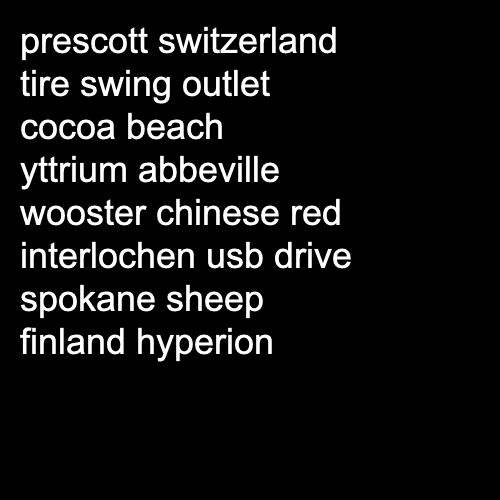 prescott switzerland
tire swing outlet
cocoa beach
yttrium abbeville
wooster chinese red
interlochen usb drive
spokane sheep
finland hyperion